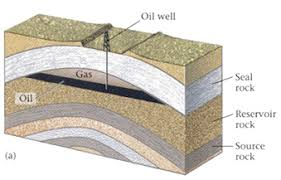 Oil well
Gas
Oil
Seal
rock
Reservoir
rock
Source
rock
(a)